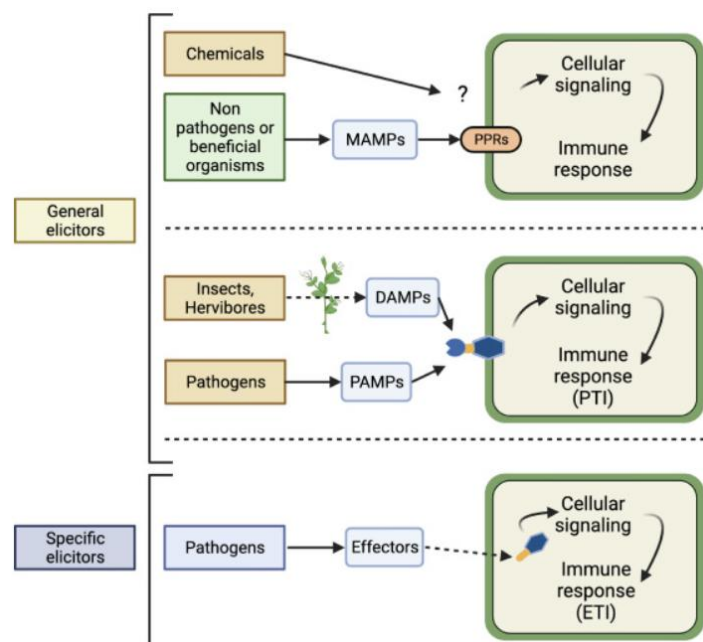 Chemicals
?
Cellular
signaling
Non
pathogens or
beneficial
organisms
MAMPs
PPRs
Immune
response
General
elicitors
Insects,
Hervibores
DAMPs
Cellular
signaling
Pathogens
PAMPs
Immune
response
(PTI)
Specific
elicitors
Pathogens
Effectors
Cellular
signaling
Immune
response
(ETI)